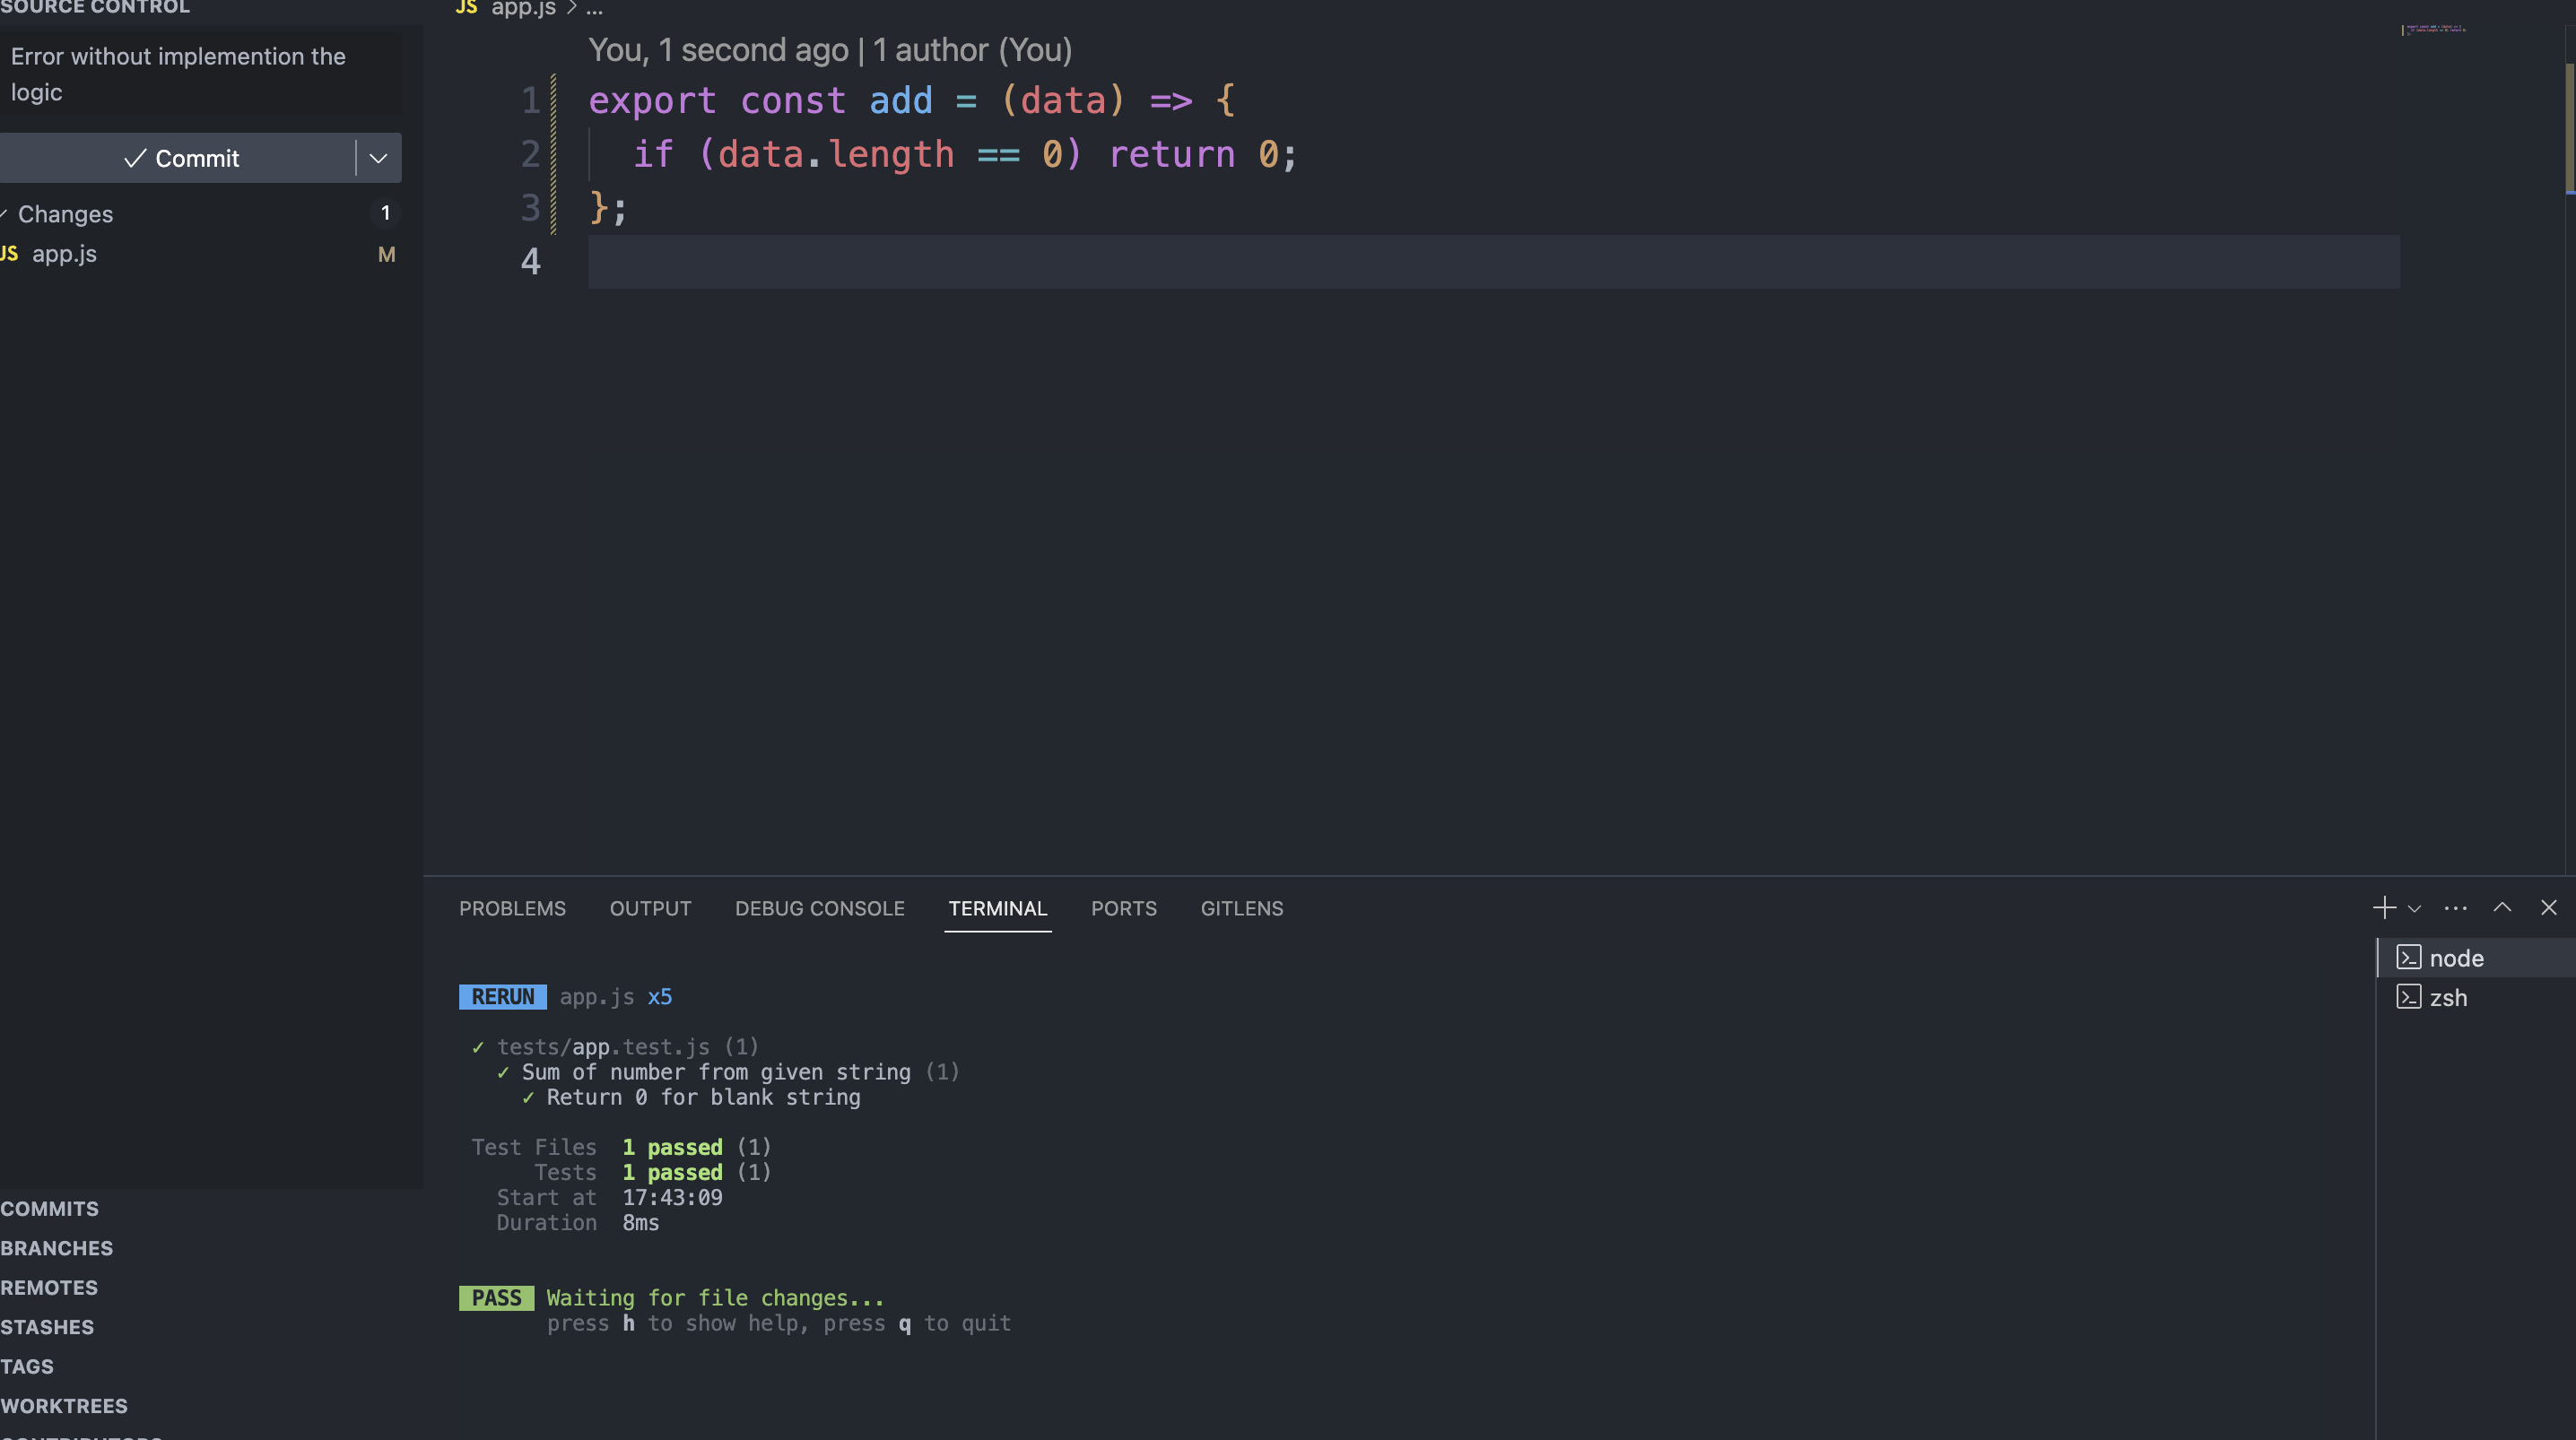 SOURCE CONTROL
Error without implemention the
logic
Commit
Changes 1
JS app.js M
COMMITS
BRANCHES
REMOTES
STASHES
TAGS
WORKTREES
JS app.js > ...
You, 1 second ago | 1 author (You)
1 export const add = (data) => {
2 if (data.length == 0) return 0;
3 };
4
PROBLEMS OUTPUT DEBUG CONSOLE TERMINAL PORTS GITLENS
RERUN app.js x5
✓ tests/app.test.js (1)
✓ Sum of number from given string (1)
✓ Return 0 for blank string
Test Files 1 passed (1)
Tests 1 passed (1)
Start at 17:43:09
Duration 8ms
PASS Waiting for file changes...
press h to show help, press q to quit
node
zsh